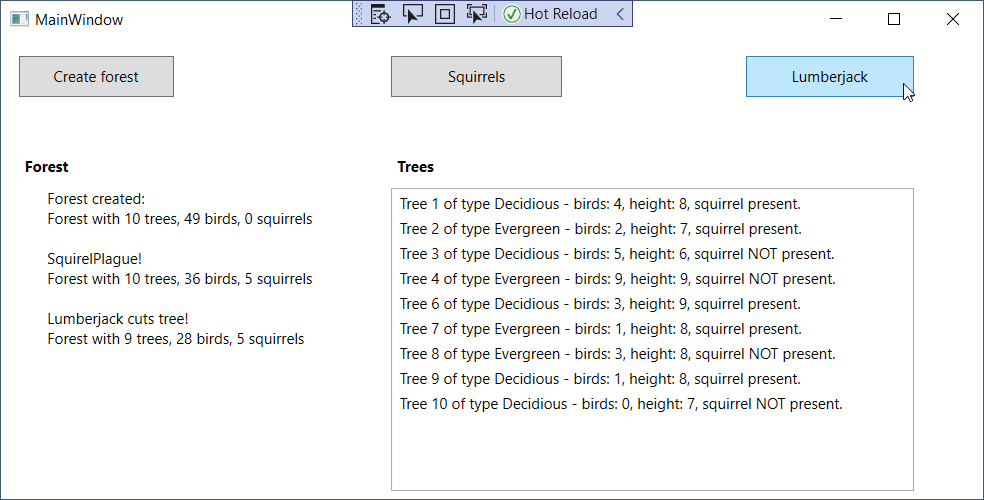 MainWindow
Hot Reload
Create forest
Squirrels
Lumberjack
Forest
Forest created:
Forest with 10 trees, 49 birds, 0 squirrels
SquirelPlague!
Forest with 10 trees, 36 birds, 5 squirrels
Lumberjack cuts tree!
Forest with 9 trees, 28 birds, 5 squirrels
Trees
Tree 1 of type Decidious - birds: 4, height: 8, squirrel present.
Tree 2 of type Evergreen - birds: 2, height: 7, squirrel present.
Tree 3 of type Decidious - birds: 5, height: 6, squirrel NOT present.
Tree 4 of type Evergreen - birds: 9, height: 9, squirrel NOT present.
Tree 6 of type Decidious - birds: 3, height: 9, squirrel present.
Tree 7 of type Evergreen - birds: 1, height: 8, squirrel present.
Tree 8 of type Evergreen - birds: 3, height: 8, squirrel NOT present.
Tree 9 of type Decidious - birds: 1, height: 8, squirrel present.
Tree 10 of type Decidious - birds: 0, height: 7, squirrel NOT present.